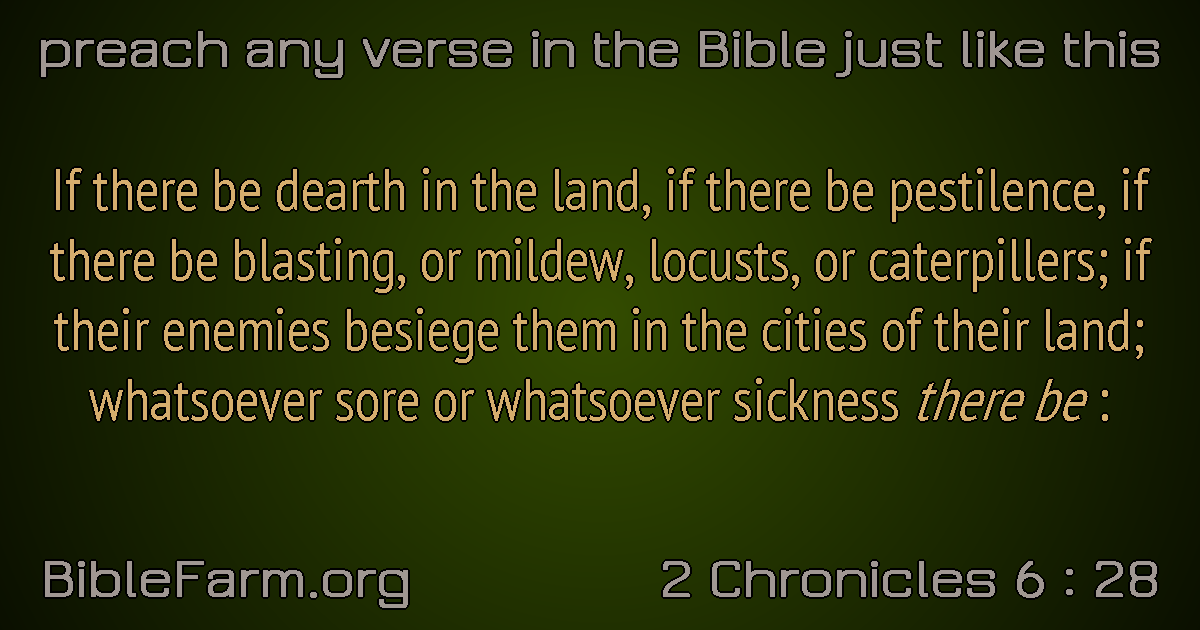 preach any verse in the Bible just like this
If there be dearth in the land, if there be pestilence, if
there be blasting, or mildew, locusts, or caterpillers; if
their enemies besiege them in the cities of their land;
whatsoever sore or whatsoever sickness there be :
BibleFarm.org
2 Chronicles 6 : 28